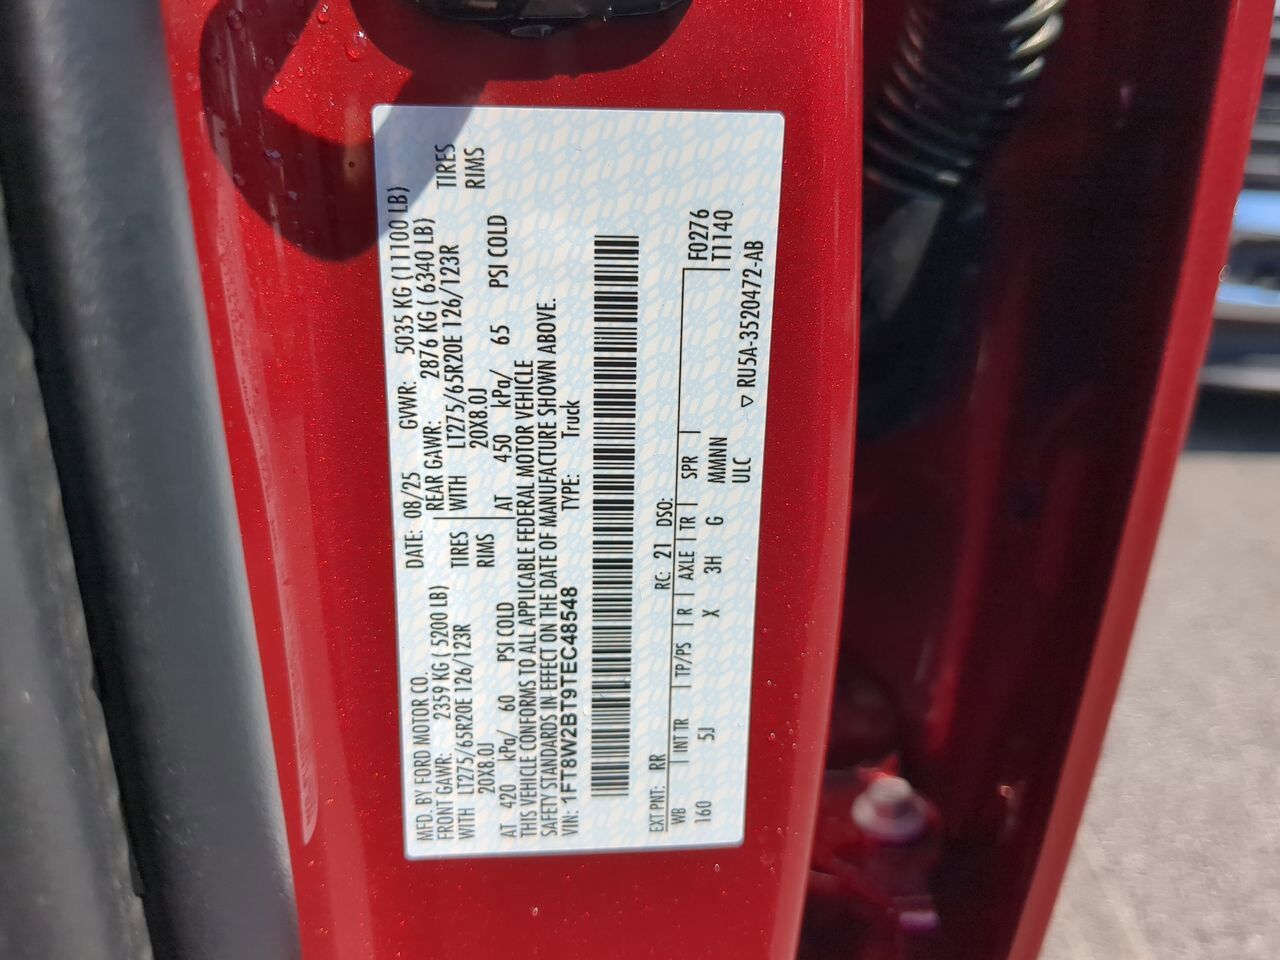 MFD. BY FORD MOTOR CO. DATE: 08/25 GVWR: 5035 KG (11100 LB)
FRONT GAWR: 2359 KG ( 5200 LB) REAR GAWR: 2876 KG ( 6340 LB)
WITH LT275/65R20E 126/123R TIRES WITH LT275/65R20E 126/123R TIRES
20X8.0J RIMS 20X8.0J RIMS
AT 420 kPa/ 60 PSI COLD AT 450 kPa/ 65 PSI COLD
THIS VEHICLE CONFORMS TO ALL APPLICABLE FEDERAL MOTOR VEHICLE
SAFETY STANDARDS IN EFFECT ON THE DATE OF MANUFACTURE SHOWN ABOVE.
VIN: 1FT8W2BT9TEC48548 TYPE: Truck
EXT PNT: RR RC: 21 DSO:
WB INT TR TP/PS R AXLE TR SPR F0276
160 5J X 3H G MMMNN T1140
ULC
▽ RU5A-3520472-AB